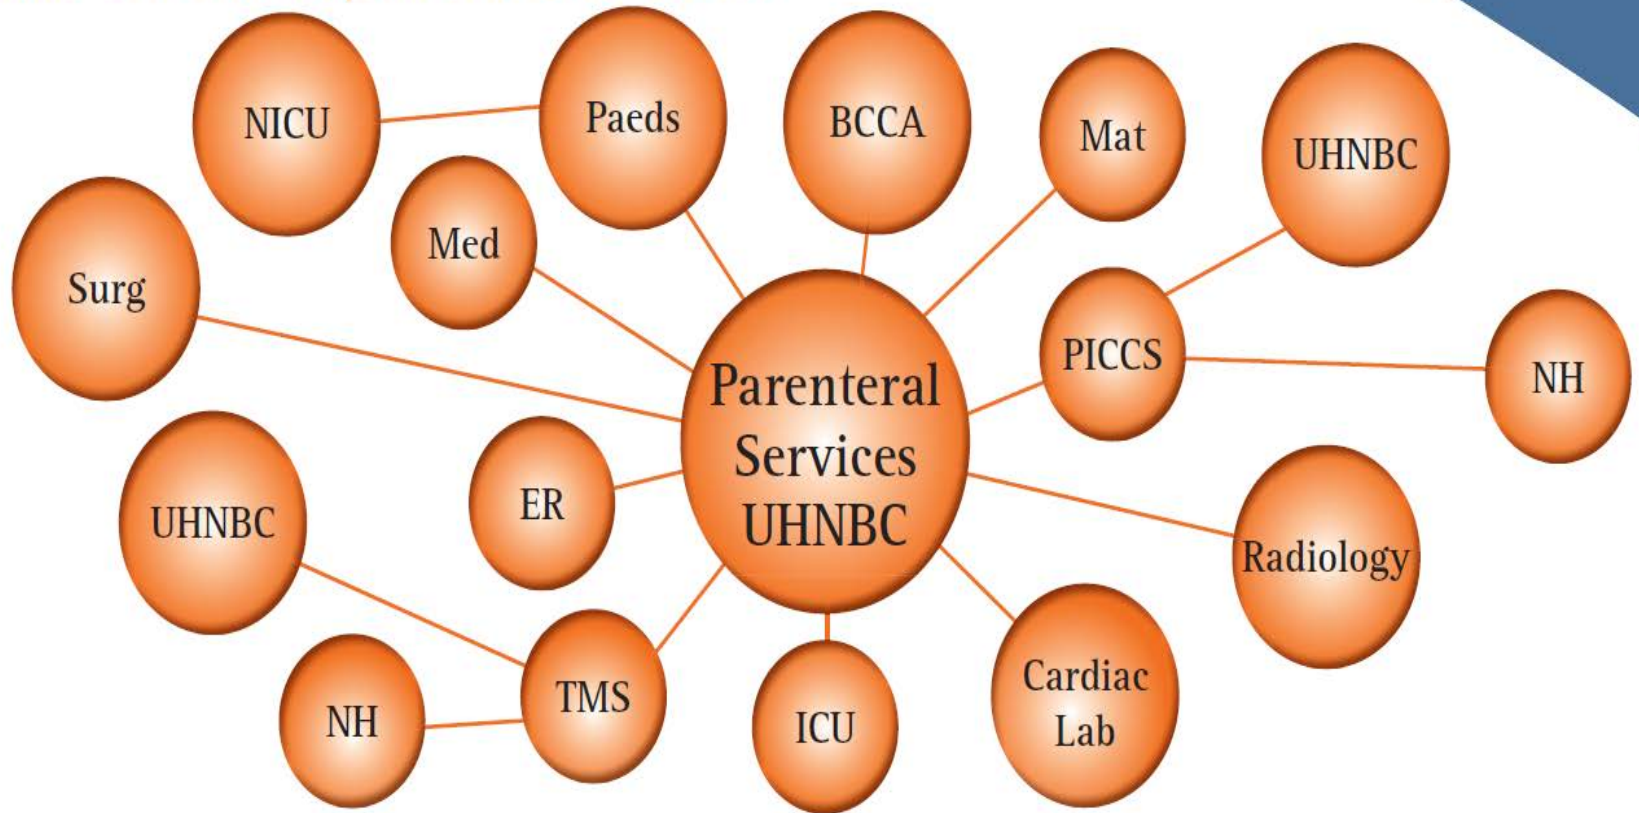 NICU
Paeds
BCCA
Mat
UHNBC
Med
Surg
PICCS
NH
Parenteral
Services
UHNBC
ER
UHNBC
Radiology
TMS
NH
ICU
Cardiac
Lab